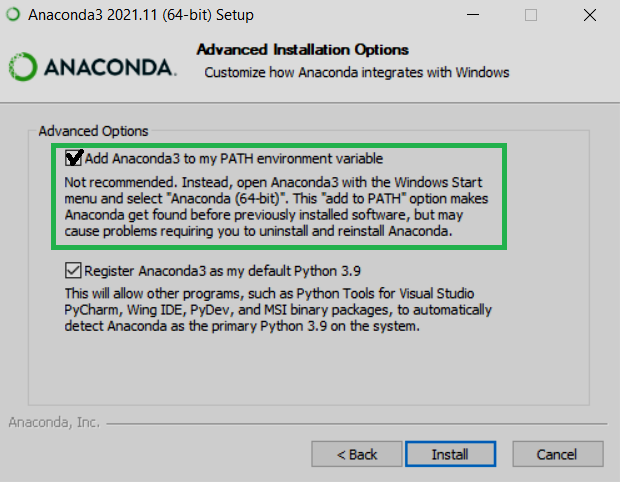 Anaconda3 2021.11 (64-bit) Setup
Advanced Installation Options
ANACONDA.
Customize how Anaconda integrates with Windows
Advanced Options
Add Anaconda3 to my PATH environment variable
Not recommended. Instead, open Anaconda3 with the Windows Start
menu and select "Anaconda (64-bit)". This "add to PATH" option makes
Anaconda get found before previously installed software, but may
cause problems requiring you to uninstall and reinstall Anaconda.
Register Anaconda3 as my default Python 3.9
This will allow other programs, such as Python Tools for Visual Studio
PyCharm, Wing IDE, PyDev, and MSI binary packages, to automatically
detect Anaconda as the primary Python 3.9 on the system.
Anaconda, Inc.
< Back Install Cancel